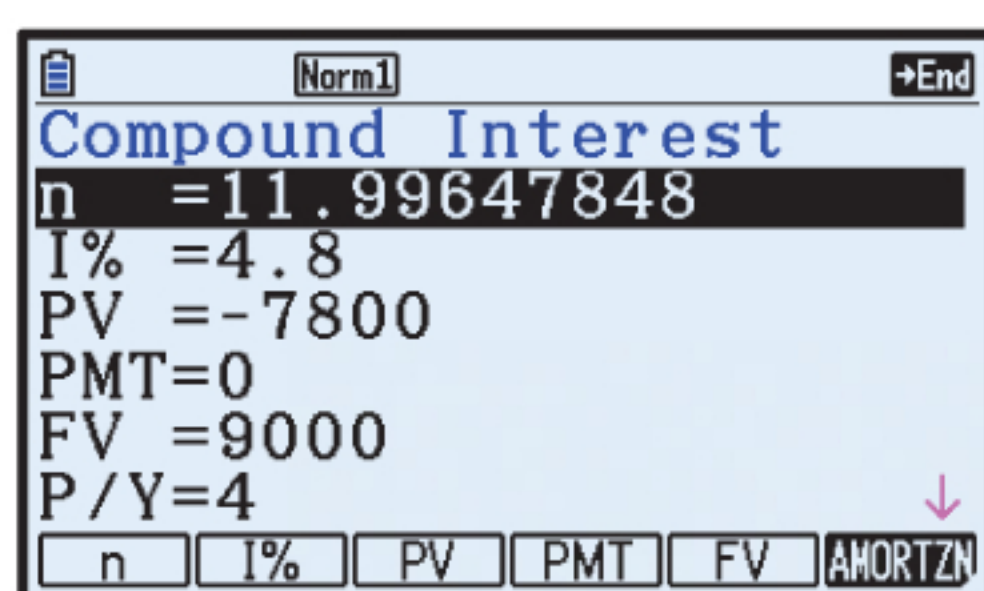 Norm1 →End
Compound Interest
n =11.99647848
I% =4.8
PV =-7800
PMT=0
FV =9000
P/Y=4 ↓
n I% PV PMT FV AMORTZN